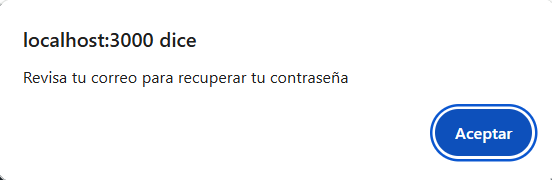 localhost:3000 dice
Revisa tu correo para recuperar tu contraseña
Aceptar